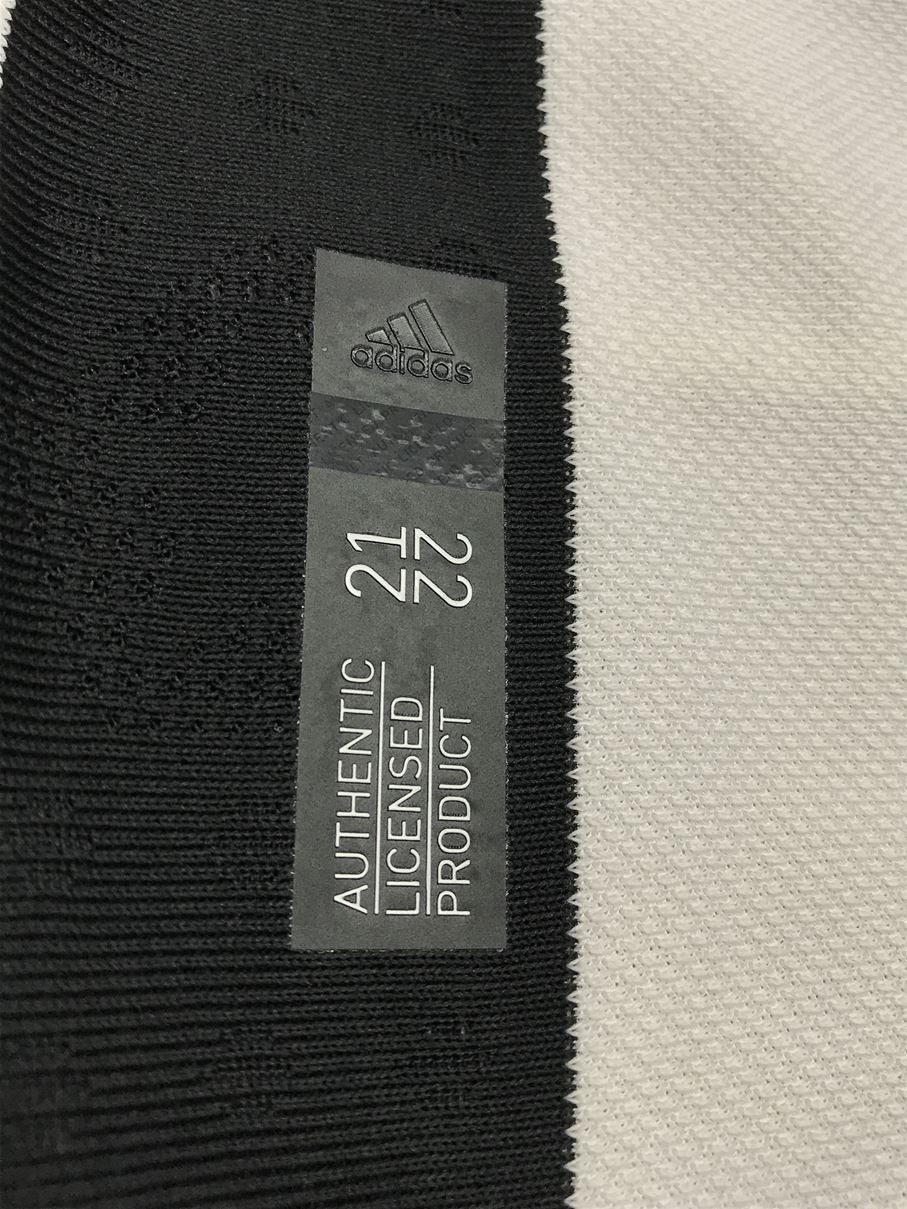 adidas
21
22
AUTHENTIC
LICENSED
PRODUCT